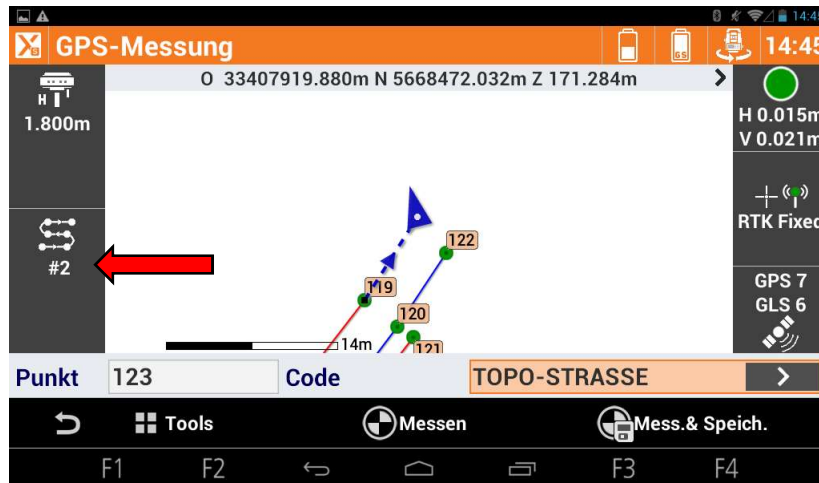 14:45
GPS-Messung
GS
14:45
O 33407919.880m N 5668472.032m Z 171.284m
H
1.800m
H 0.015m
V 0.021m
RTK Fixed
#2
122
119
120
121
GPS 7
GLS 6
14m
Punkt
123
Code
TOPO-STRASSE
Tools
Messen
Mess.& Speich.
F1
F2
F3
F4